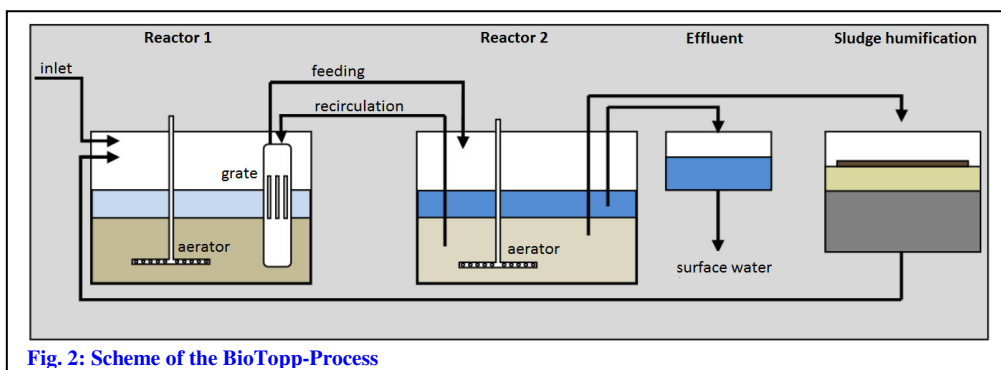 Reactor 1
Reactor 2
Effluent
Sludge humification
inlet
feeding
recirculation
grate
aerator
aerator
surface water
Fig. 2: Scheme of the BioTopp-Process